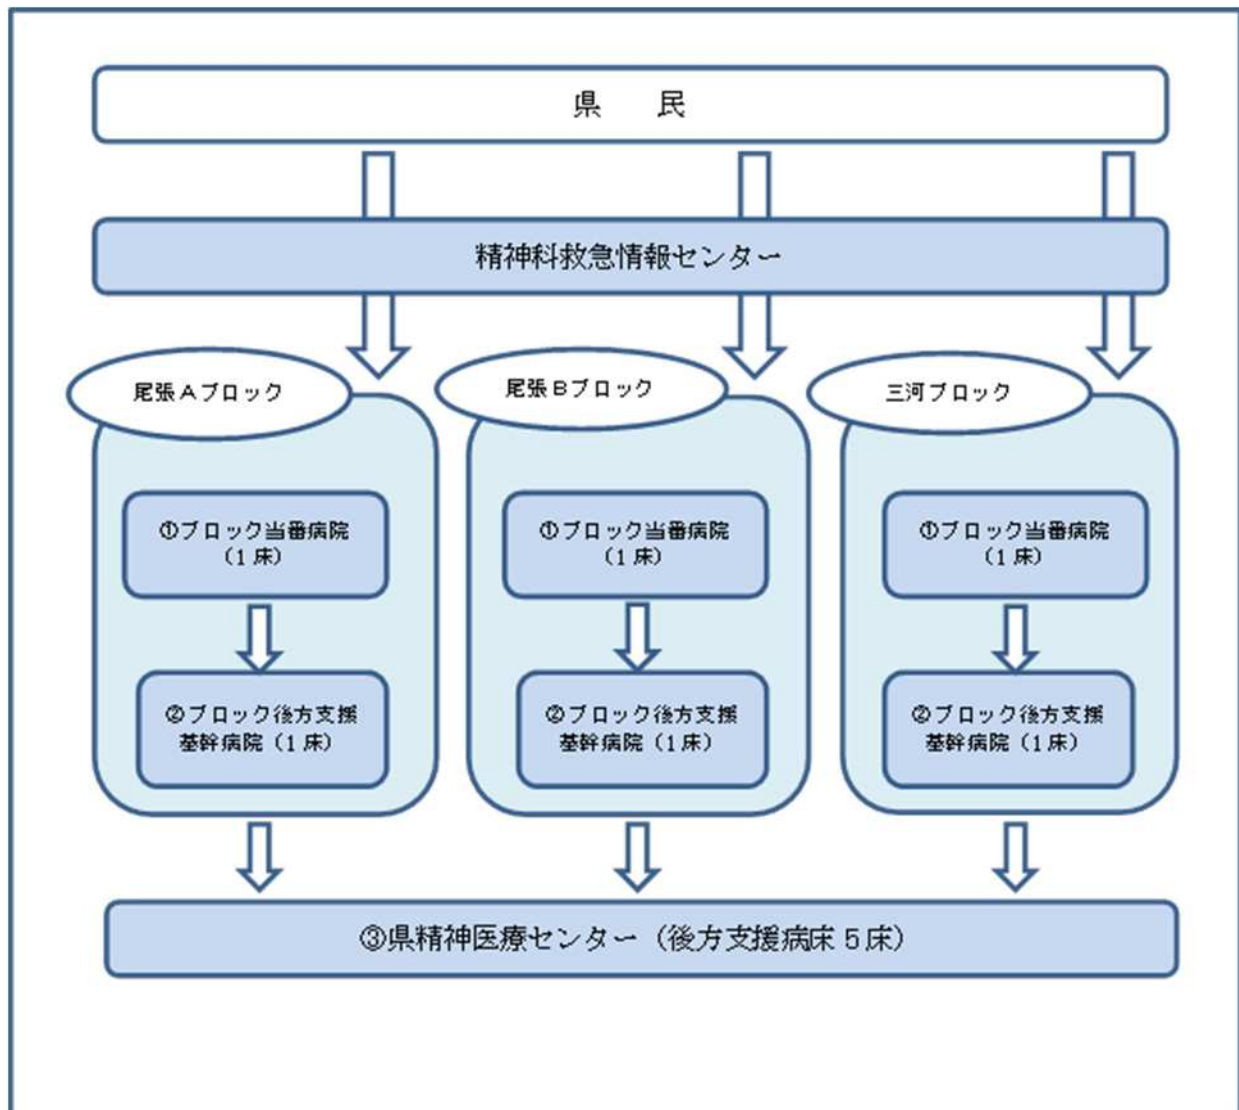 県　　民
精神科救急情報センター
尾張Aブロック
①ブロック当番病院
（1床）
②ブロック後方支援
基幹病院（1床）
尾張Bブロック
①ブロック当番病院
（1床）
②ブロック後方支援
基幹病院（1床）
三河ブロック
①ブロック当番病院
（1床）
②ブロック後方支援
基幹病院（1床）
③県精神医療センター（後方支援病床5床）